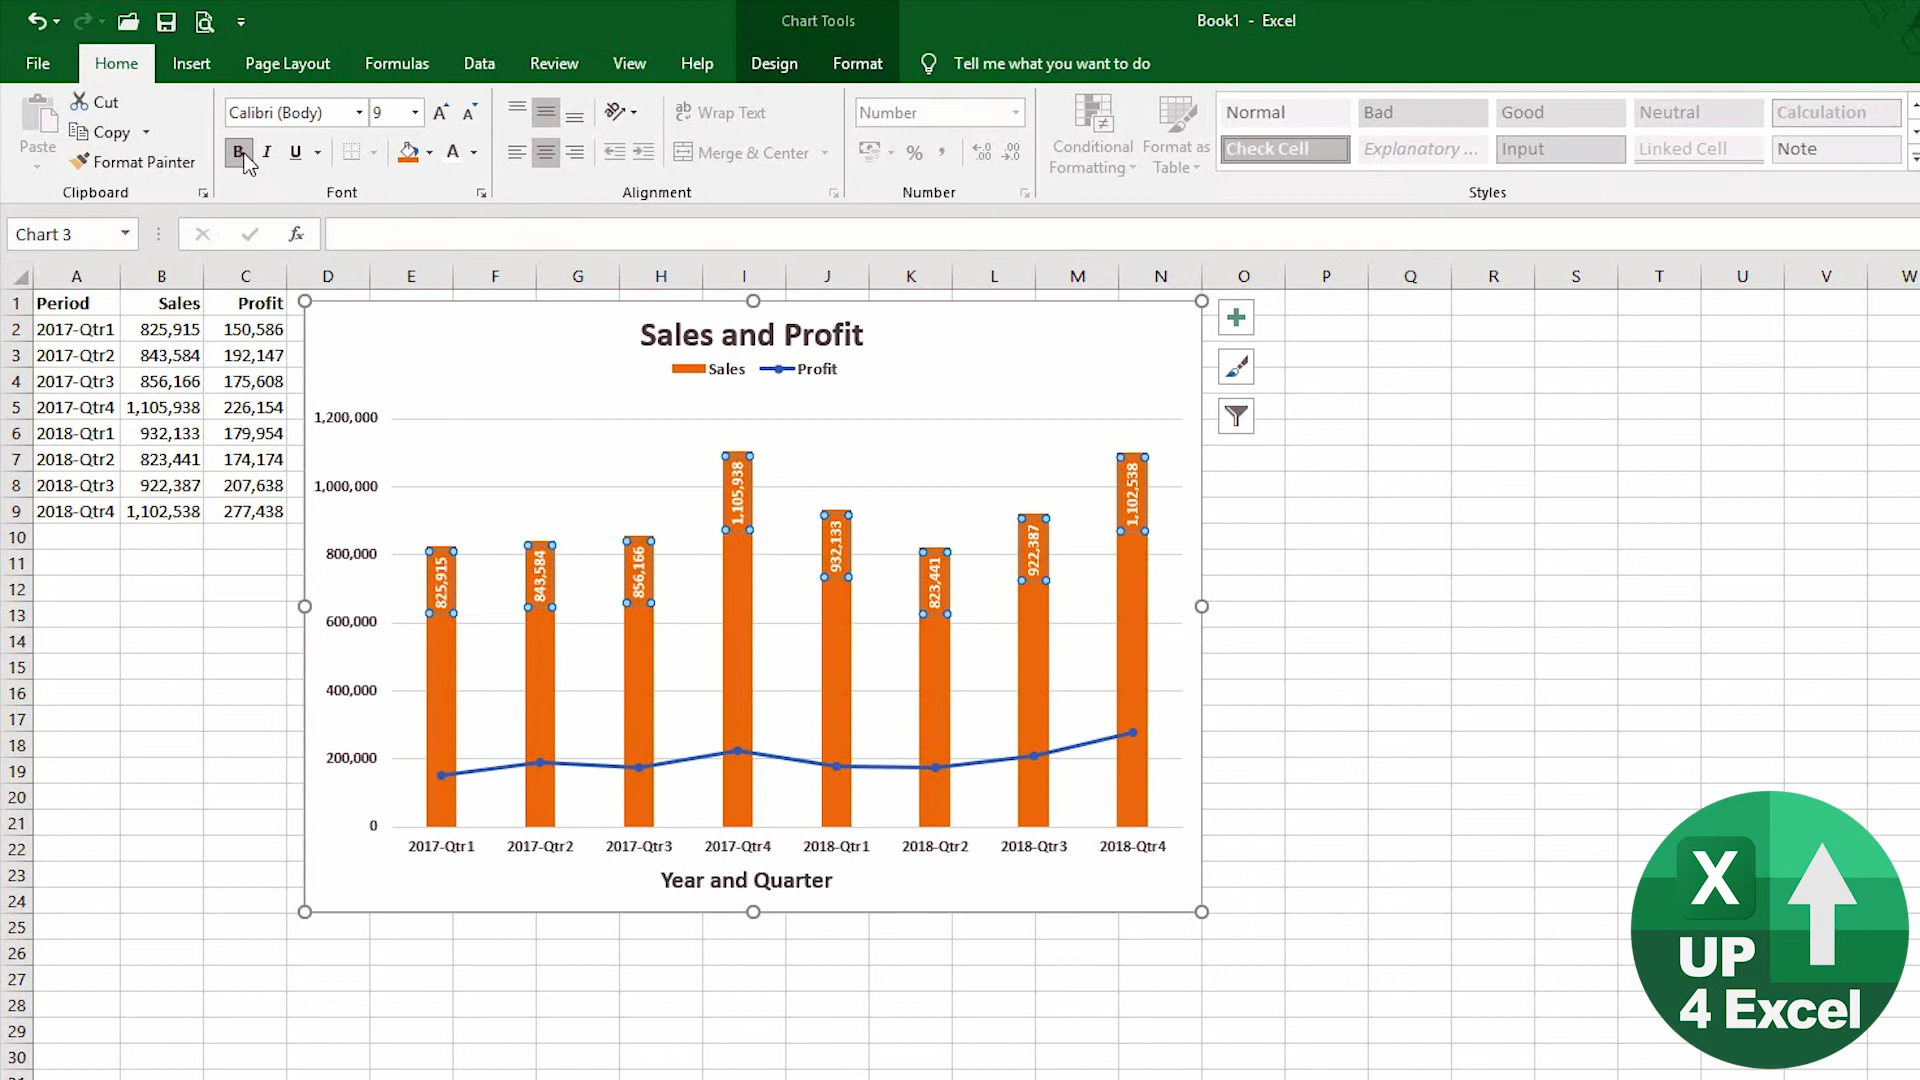 Chart Tools
Book1 - Excel
File Home Insert Page Layout Formulas Data Review View Help Design Format Tell me what you want to do
Paste
Cut
Copy
Format Painter
Clipboard
Calibri (Body) 9
B I U
Font
Wrap Text
Merge & Center
Alignment
Number
%
Number
Conditional Formatting
Format as Table
Normal Bad Good Neutral Calculation
Check Cell Explanatory ... Input Linked Cell Note
Styles
Chart 3
fx
A B C D E F G H I J K L M N O P Q R S T U V W
1 Period Sales Profit
2 2017-Qtr1 825,915 150,586
3 2017-Qtr2 843,584 192,147
4 2017-Qtr3 856,166 175,608
5 2017-Qtr4 1,105,938 226,154
6 2018-Qtr1 932,133 179,954
7 2018-Qtr2 823,441 174,174
8 2018-Qtr3 922,387 207,638
9 2018-Qtr4 1,102,538 277,438
10
11
12
13
14
15
16
17
18
19
20
21
22
23
24
25
26
27
28
29
30
Sales and Profit
Sales Profit
1,200,000
1,000,000
800,000
600,000
400,000
200,000
0
825,915
843,584
856,166
1,105,938
932,133
823,441
922,387
1,102,538
2017-Qtr1 2017-Qtr2 2017-Qtr3 2017-Qtr4 2018-Qtr1 2018-Qtr2 2018-Qtr3 2018-Qtr4
Year and Quarter
X
UP
4 Excel